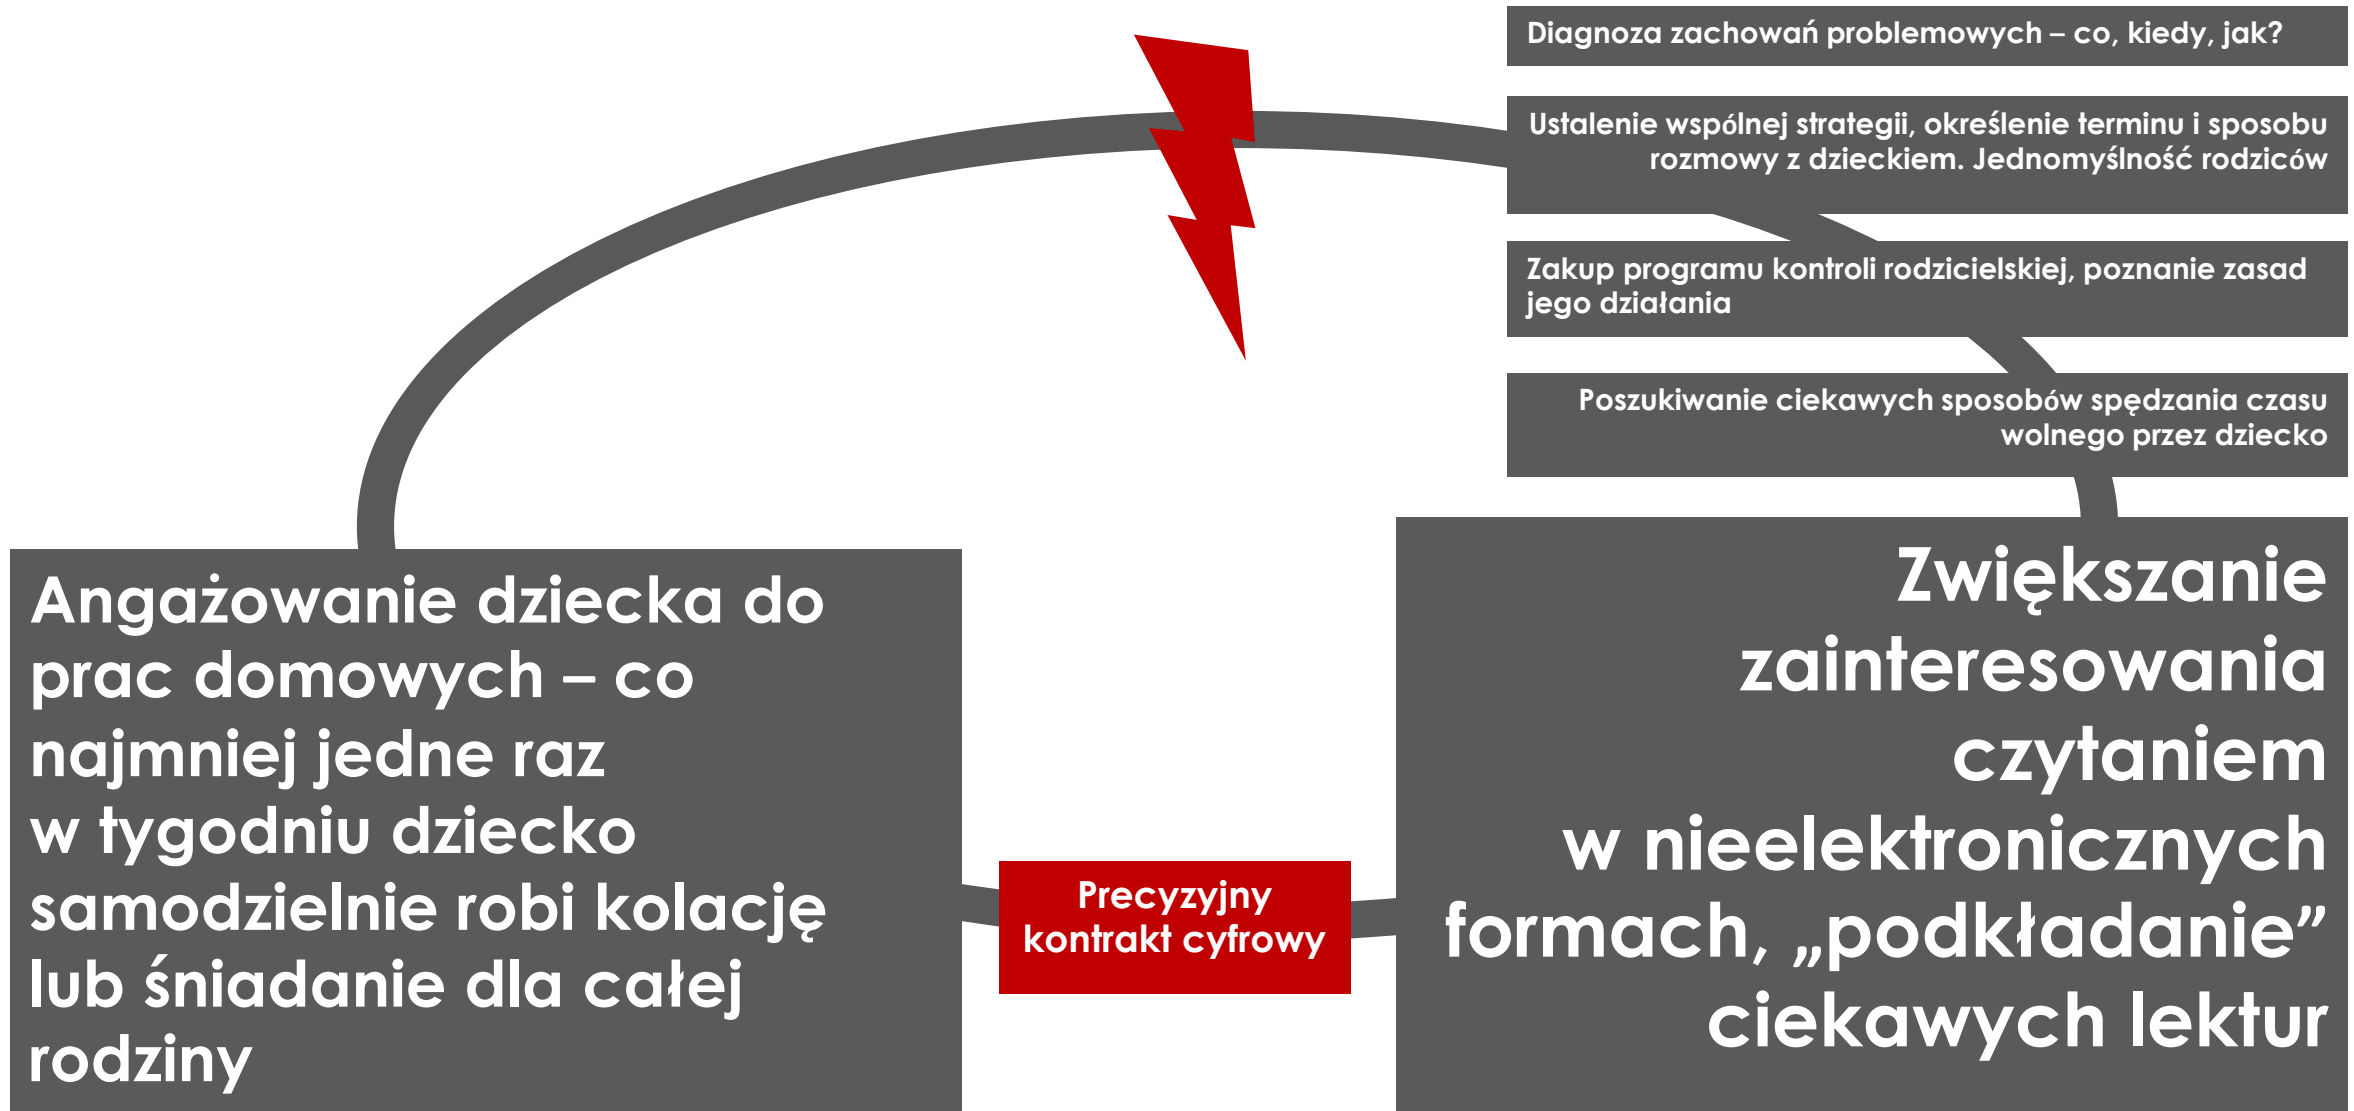 Diagnoza zachowań problemowych – co, kiedy, jak?
Ustalenie wspólnej strategii, określenie terminu i sposobu
rozmowy z dzieckiem. Jednomyślność rodziców
Zakup programu kontroli rodzicielskiej, poznanie zasad
jego działania
Poszukiwanie ciekawych sposobów spędzania czasu
wolnego przez dziecko
Zwiększanie
zainteresowania
czytaniem
w nieelektronicznych
formach, „podkładanie”
ciekawych lektur
Precyzyjny
kontrakt cyfrowy
Angażowanie dziecka do
prac domowych – co
najmniej jedne raz
w tygodniu dziecko
samodzielnie robi kolację
lub śniadanie dla całej
rodziny